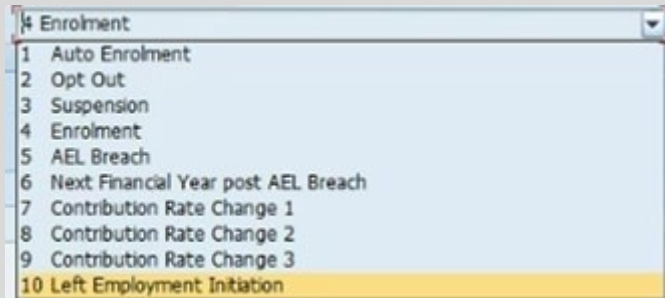 4 Enrolment
1 Auto Enrolment
2 Opt Out
3 Suspension
4 Enrolment
5 AEL Breach
6 Next Financial Year post AEL Breach
7 Contribution Rate Change 1
8 Contribution Rate Change 2
9 Contribution Rate Change 3
10 Left Employment Initiation